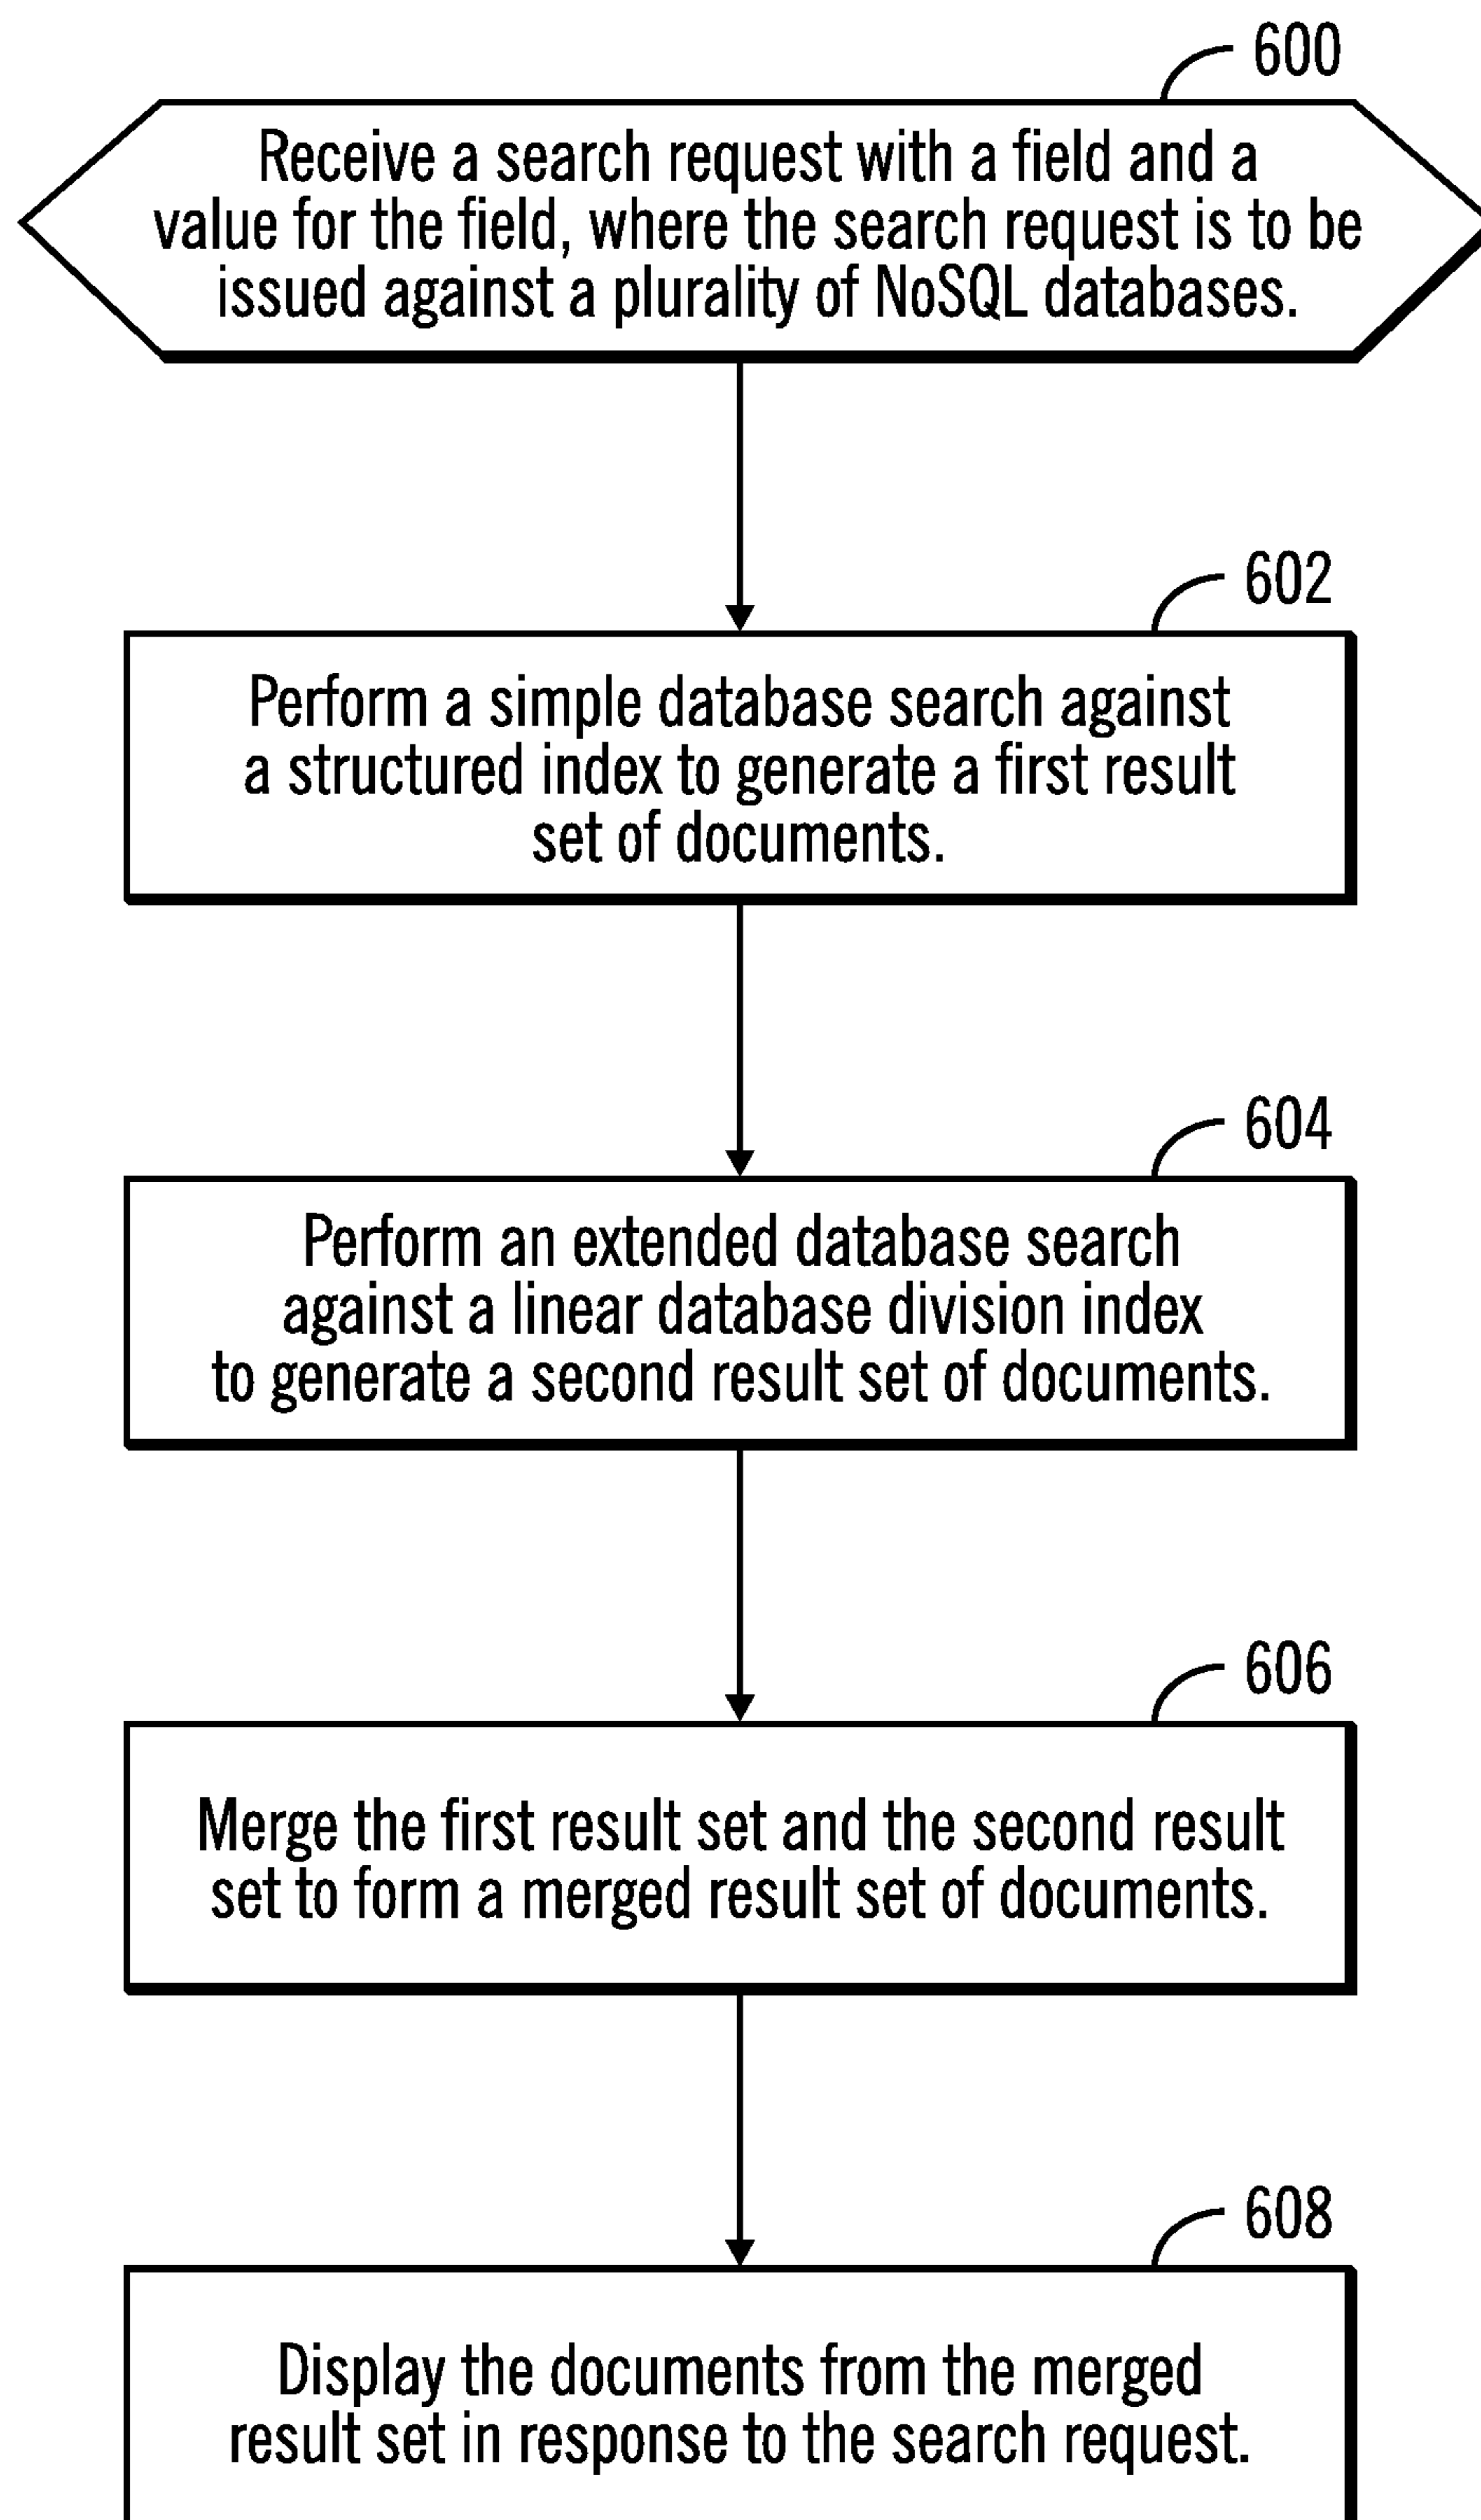 600
Receive a search request with a field and a
value for the field, where the search request is to be
issued against a plurality of NoSQL databases.
602
Perform a simple database search against
a structured index to generate a first result
set of documents.
604
Perform an extended database search
against a linear database division index
to generate a second result set of documents.
606
Merge the first result set and the second result
set to form a merged result set of documents.
608
Display the documents from the merged
result set in response to the search request.